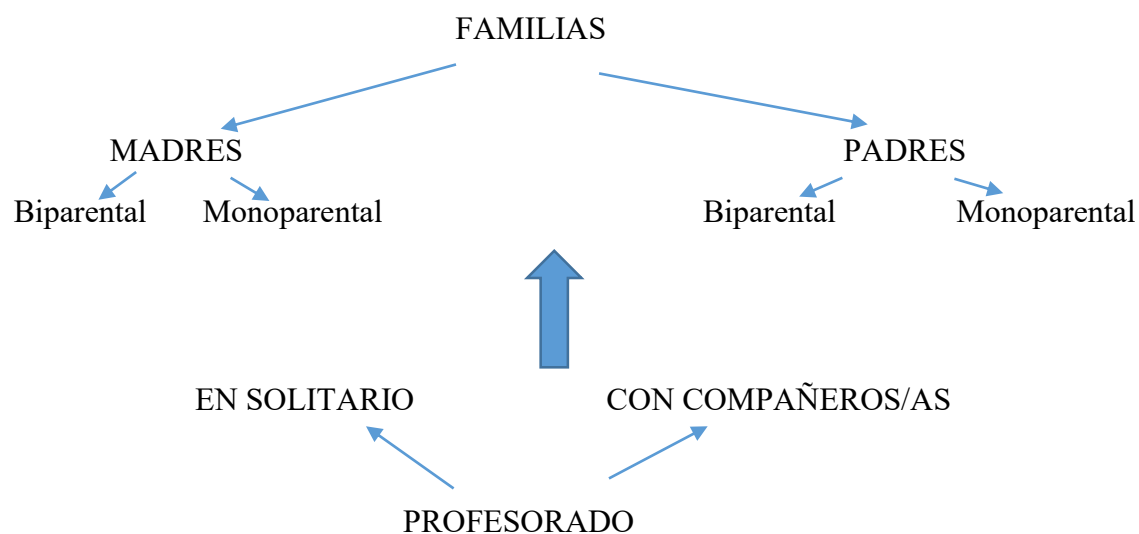 FAMILIAS
MADRES PADRES
Biparental Monoparental Biparental Monoparental
EN SOLITARIO CON COMPAÑEROS/AS
PROFESORADO